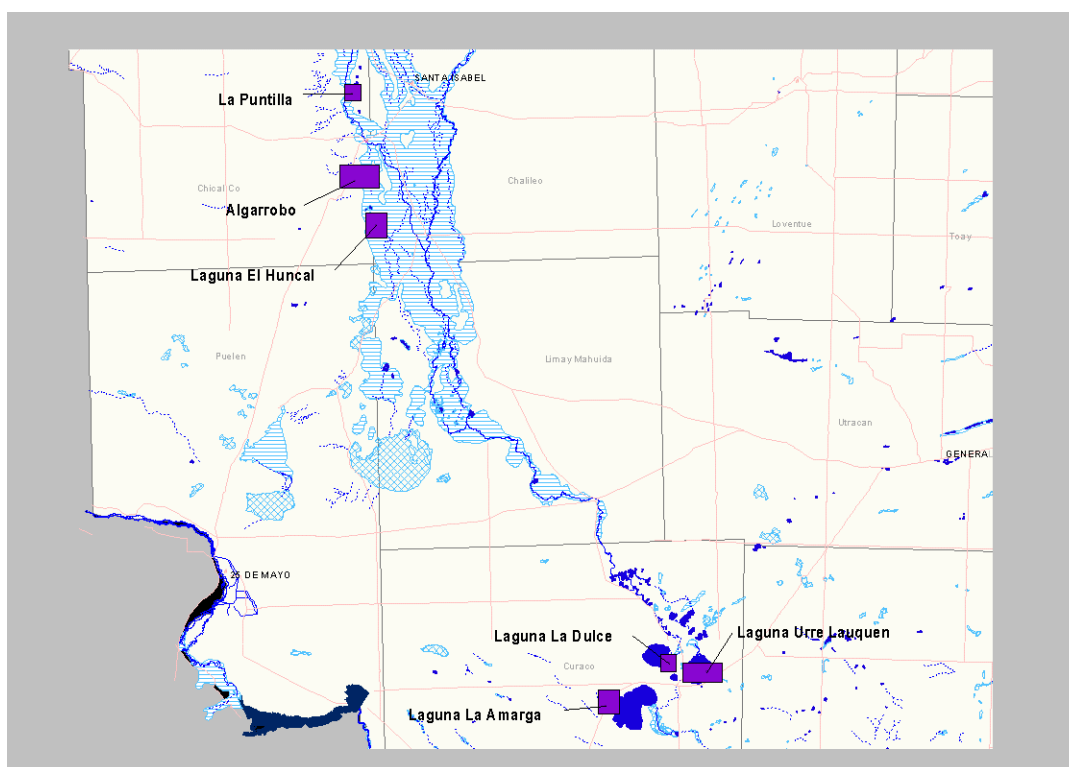 SANTA ISABEL
La Puntilla
Chical Co
Chalileo
Algarrobo
Loventue
Toay
Laguna El Huncal
Puelen
Limay Mahuida
Utracan
GENERA
25 DE MAYO
Laguna La Dulce
Laguna Urre Lauquen
Curaco
Laguna La Amarga